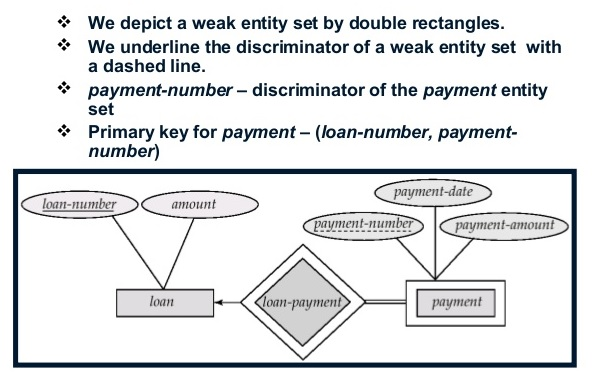 ❖ We depict a weak entity set by double rectangles.
❖ We underline the discriminator of a weak entity set with
a dashed line.
❖ payment-number – discriminator of the payment entity
set
❖ Primary key for payment – (loan-number, payment-
number)
payment-date
loan-number amount
payment-number payment-amount
loan loan-payment payment